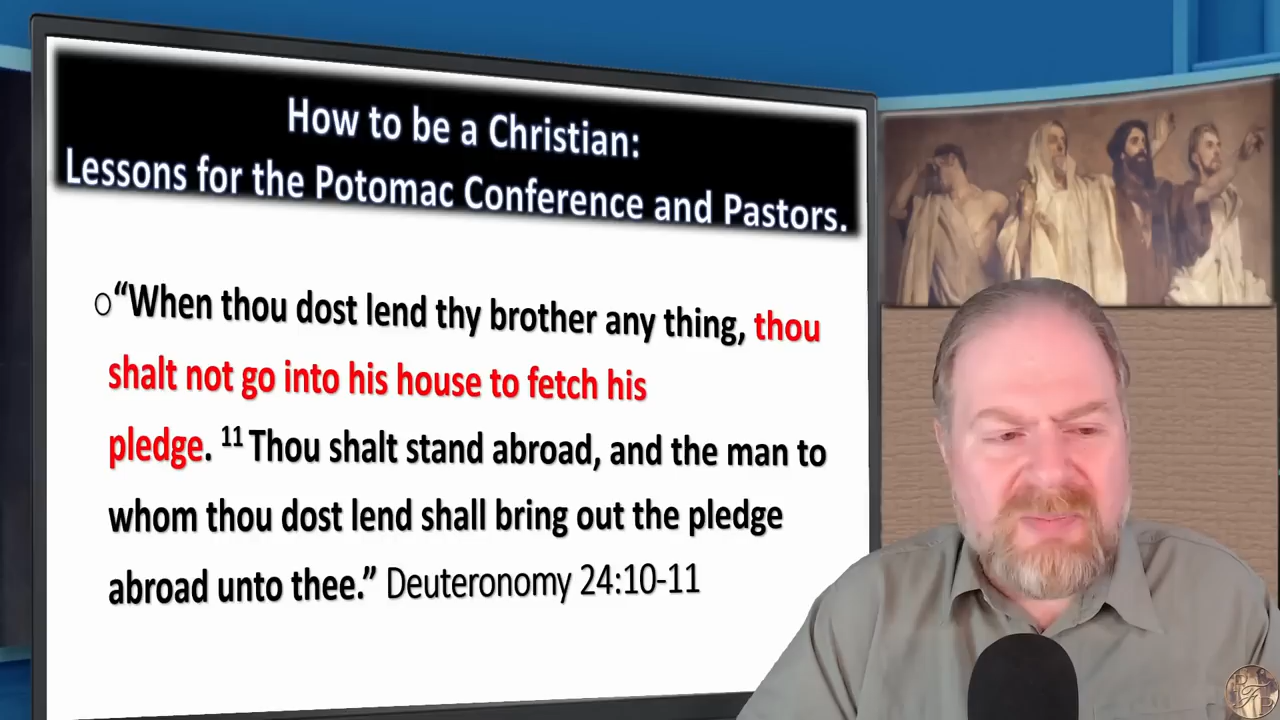 How to be a Christian:
Lessons for the Potomac Conference and Pastors.
○“When thou dost lend thy brother any thing, thou
shalt not go into his house to fetch his
pledge. ¹¹ Thou shalt stand abroad, and the man to
whom thou dost lend shall bring out the pledge
abroad unto thee.” Deuteronomy 24:10-11